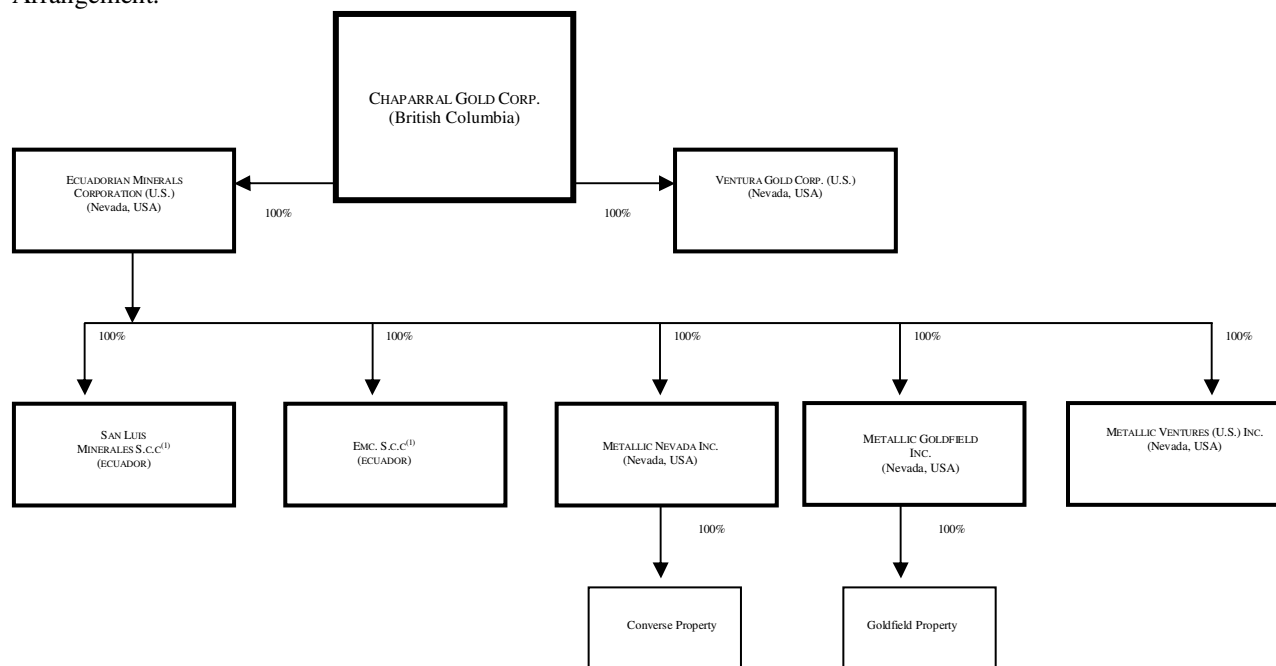 Arrangement.
CHAPARRAL GOLD CORP.
(British Columbia)
ECUADORIAN MINERALS
CORPORATION (U.S.)
(Nevada, USA)
100%
100%
VENTURA GOLD CORP. (U.S.)
(Nevada, USA)
100%
100%
100%
100%
100%
SAN LUIS
MINERALES S.C.C(1)
(ECUADOR)
EMC. S.C.C(1)
(ECUADOR)
METALLIC NEVADA INC.
(Nevada, USA)
METALLIC GOLDFIELD
INC.
(Nevada, USA)
METALLIC VENTURES (U.S.) INC.
(Nevada, USA)
100%
100%
Converse Property
Goldfield Property